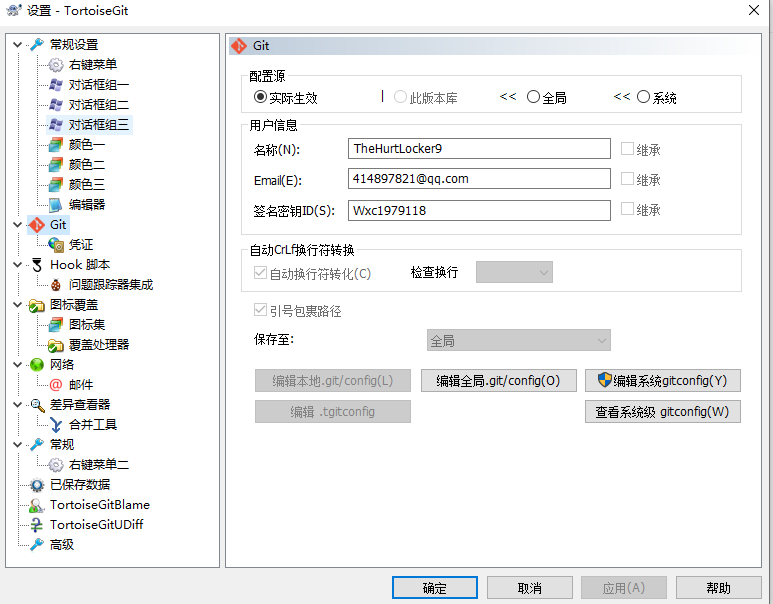 设置 - TortoiseGit
常规设置
右键菜单
对话框组一
对话框组二
对话框组三
颜色一
颜色二
颜色三
编辑器
Git
凭证
Hook 脚本
问题跟踪器集成
图标覆盖
图标集
覆盖处理器
网络
邮件
差异查看器
合并工具
常规
右键菜单二
已保存数据
TortoiseGitBlame
TortoiseGitUDiff
高级
Git
配置源
实际生效 | 此版本库 << 全局 << 系统
用户信息
名称(N): TheHurtLocker9 继承
Email(E): 414897821@qq.com 继承
签名密钥ID(S): Wxc1979118 继承
自动CrLf换行符转换
自动换行符转化(C) 检查换行
引号包裹路径
保存至: 全局
编辑本地.git/config(L) 编辑全局.git/config(O) 编辑系统gitconfig(Y)
编辑 .tgitconfig 查看系统级 gitconfig(W)
确定 取消 应用(A) 帮助